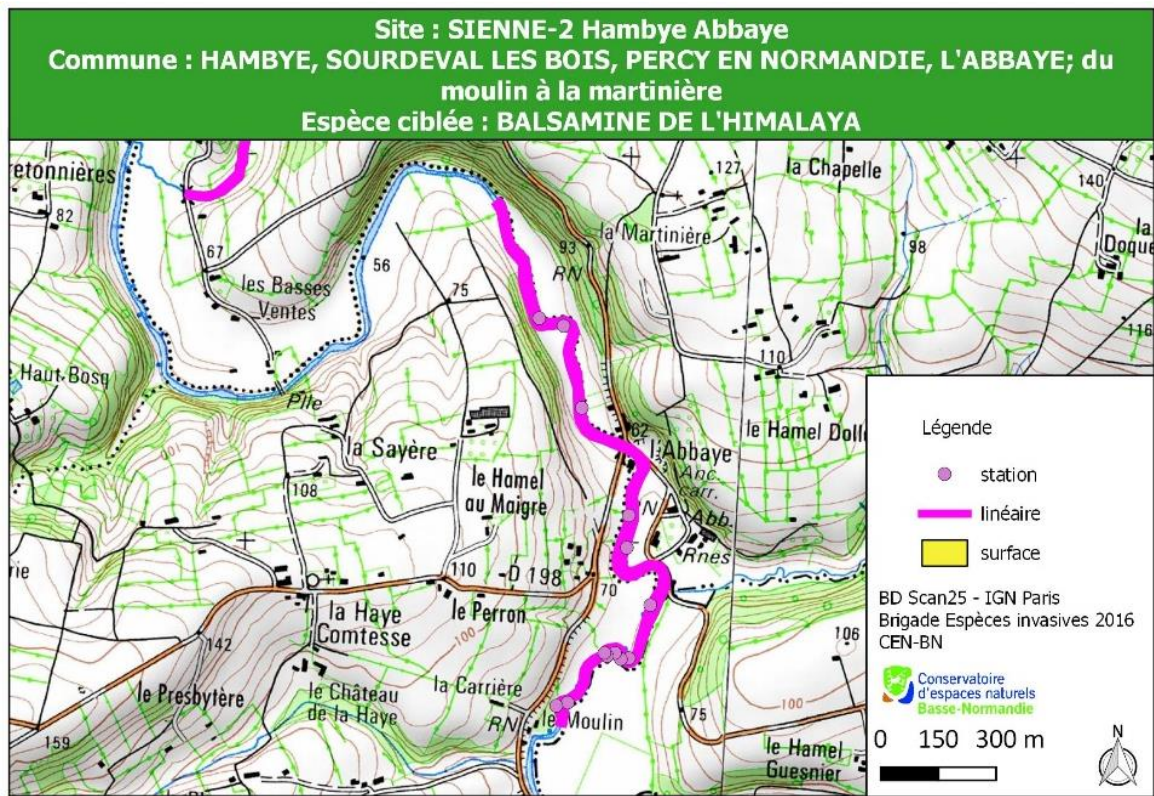 Site : SIENNE-2 Hambye Abbaye
Commune : HAMBYE, SOURDEVAL LES BOIS, PERCY EN NORMANDIE, L'ABBAYE; du
moulin à la martinière
Espèce ciblée : BALSAMINE DE L'HIMALAYA
retonnières
82
67
les Basses
Ventes
56
75
93
RN
la Martinière
127
la Chapelle
140
la
Doque
98
116
110
Haut Bosq
Pile
la Sayère
100
108
le Hamel
au Maigre
62
l'Abbaye
Anc.
carr.
Abb.
Rnes
le Hamel Doll
rie
110
D 198
70
la Haye
Comtesse
le Perron
100
142
le Presbytère
le Château
de la Haye
la Carrière
RN
le Moulin
159
75
106
100
le Hamel
Guesnier
Légende
station
linéaire
surface
BD Scan25 - IGN Paris
Brigade Espèces invasives 2016
CEN-BN
Conservatoire
d'espaces naturels
Basse-Normandie
0 150 300 m
N